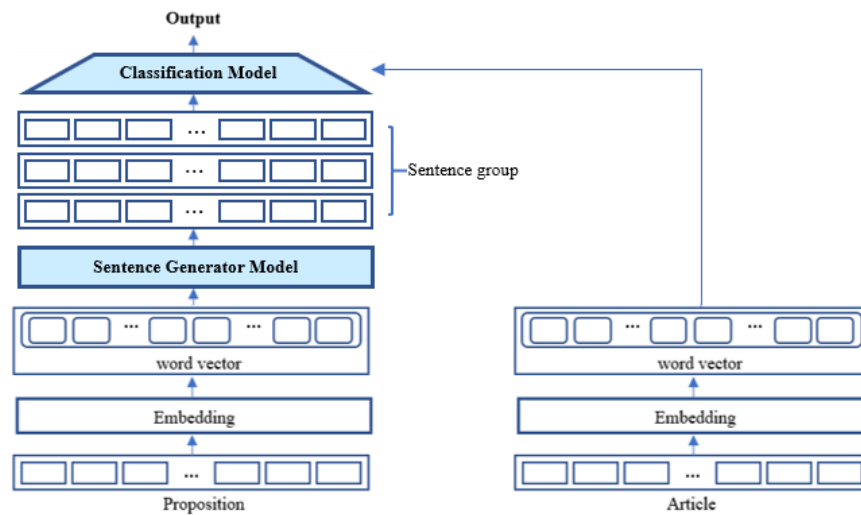 Output
Classification Model
...
...
Sentence group
...
Sentence Generator Model
... ...
word vector
... ...
word vector
Embedding
Embedding
...
...
Proposition
Article